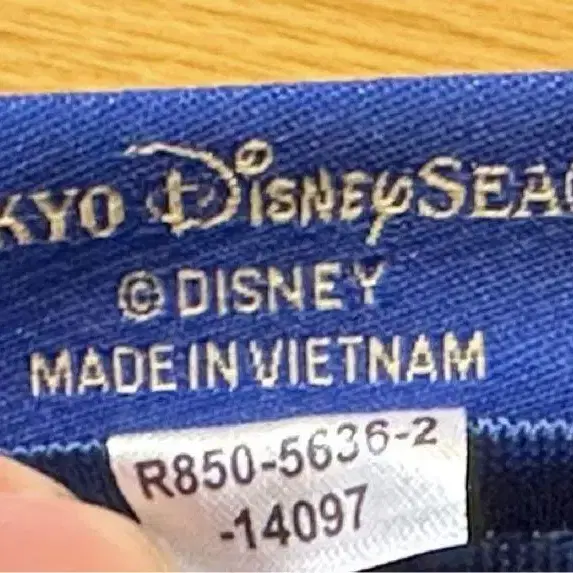 KYO DISNEYSEA®
© DISNEY
MADE IN VIETNAM
R850-5636-2
-14097